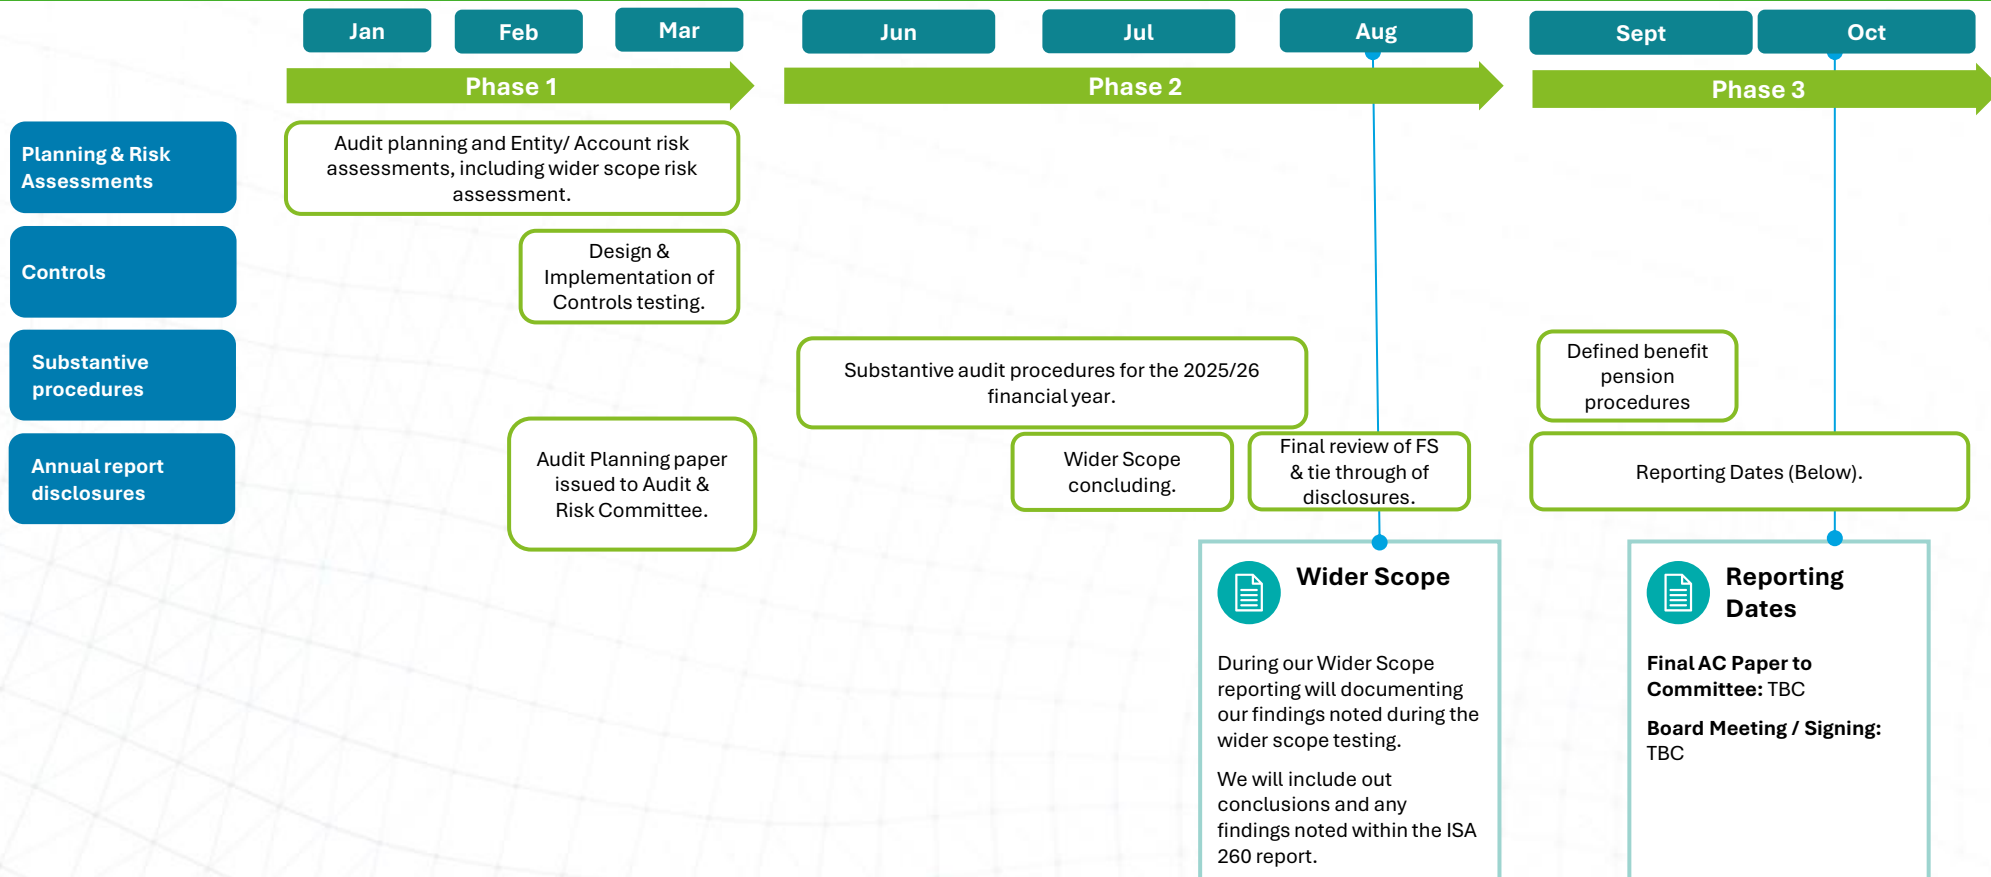 Jan
Feb
Mar
Jun
Jul
Aug
Sept
Oct
Phase 1
Phase 2
Phase 3
Planning & Risk
Assessments
Audit planning and Entity/ Account risk
assessments, including wider scope risk
assessment.
Controls
Design &
Implementation of
Controls testing.
Substantive
procedures
Substantive audit procedures for the 2025/26
financial year.
Defined benefit
pension
procedures
Annual report
disclosures
Audit Planning paper
issued to Audit &
Risk Committee.
Wider Scope
concluding.
Final review of FS
& tie through of
disclosures.
Reporting Dates (Below).
Wider Scope
During our Wider Scope
reporting will documenting
our findings noted during the
wider scope testing.
We will include out
conclusions and any
findings noted within the ISA
260 report.
Reporting
Dates
Final AC Paper to
Committee: TBC
Board Meeting / Signing:
TBC